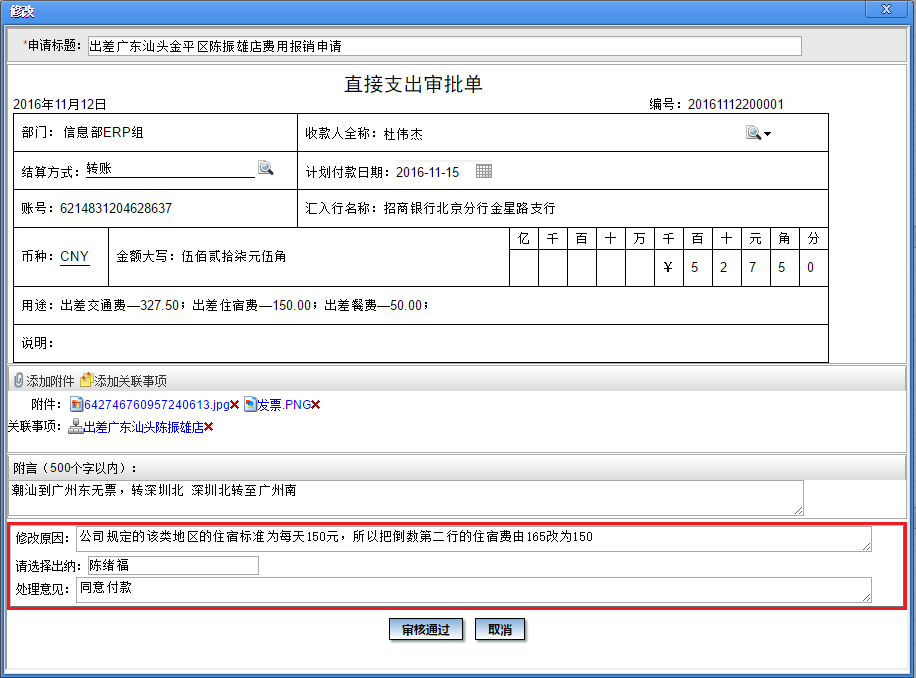 修改
*申请标题：出差广东汕头金平区陈振雄店费用报销申请
直接支出审批单
2016年11月12日 编号：20161112200001
部门：信息部ERP组 收款人全称：杜伟杰
结算方式：转账 计划付款日期：2016-11-15
账号：6214831204628637 汇入行名称：招商银行北京分行金星路支行
亿 千 百 十 万 千 百 十 元 角 分
币种：CNY 金额大写：伍佰贰拾柒元伍角 ¥ 5 2 7 5 0
用途：出差交通费—327.50；出差住宿费—150.00；出差餐费—50.00；
说明：
添加附件 添加关联事项
附件：642746760957240613.jpg 发票.PNG
关联事项：出差广东汕头陈振雄店
附言（500个字以内）：
潮汕到广州东无票，转深圳北 深圳北转至广州南
修改原因：公司规定的该类地区的住宿标准为每天150元，所以把倒数第二行的住宿费由165改为150
请选择出纳：陈绪福
处理意见：同意付款
审核通过 取消